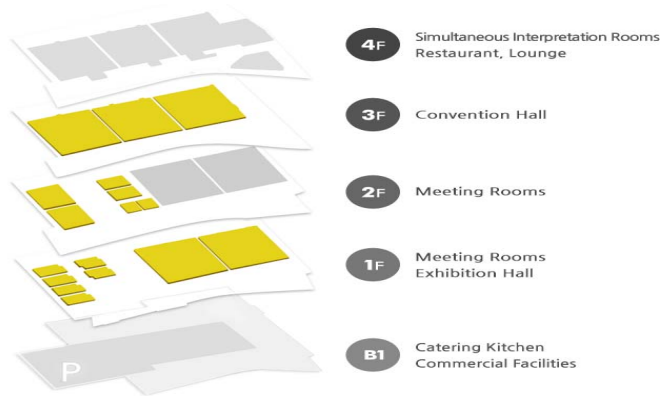 4F
Simultaneous Interpretation Rooms
Restaurant, Lounge
3F
Convention Hall
2F
Meeting Rooms
1F
Meeting Rooms
Exhibition Hall
P
B1
Catering Kitchen
Commercial Facilities